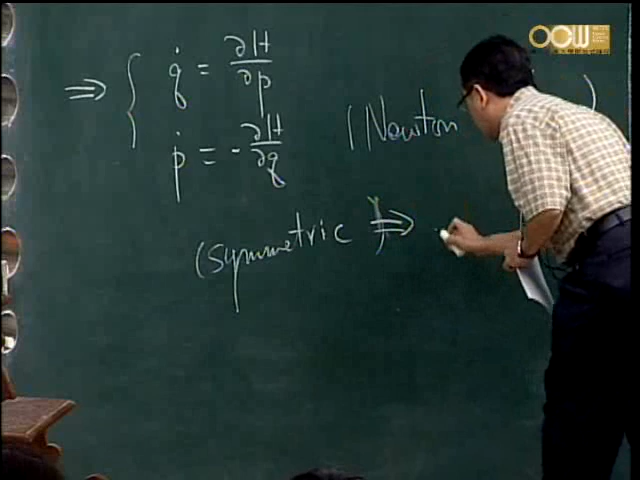 OCW
⇒ { q̇ = ∂H/∂p
ṗ = - ∂H/∂q
(Newton )
(symmetric ⇏